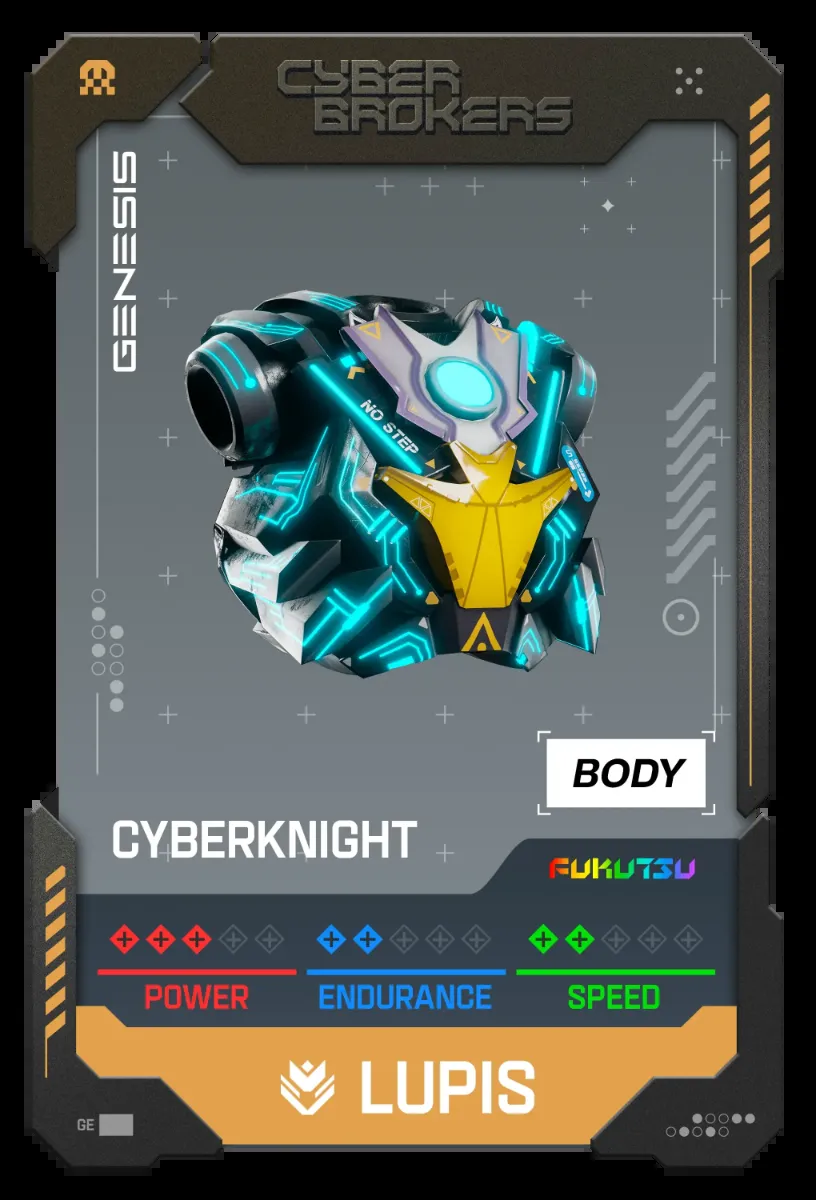 CYBER
BROKERS
GENESIS
NO STEP
BODY
CYBERKNIGHT
FUKUTSU
POWER
ENDURANCE
SPEED
LUPIS
GE